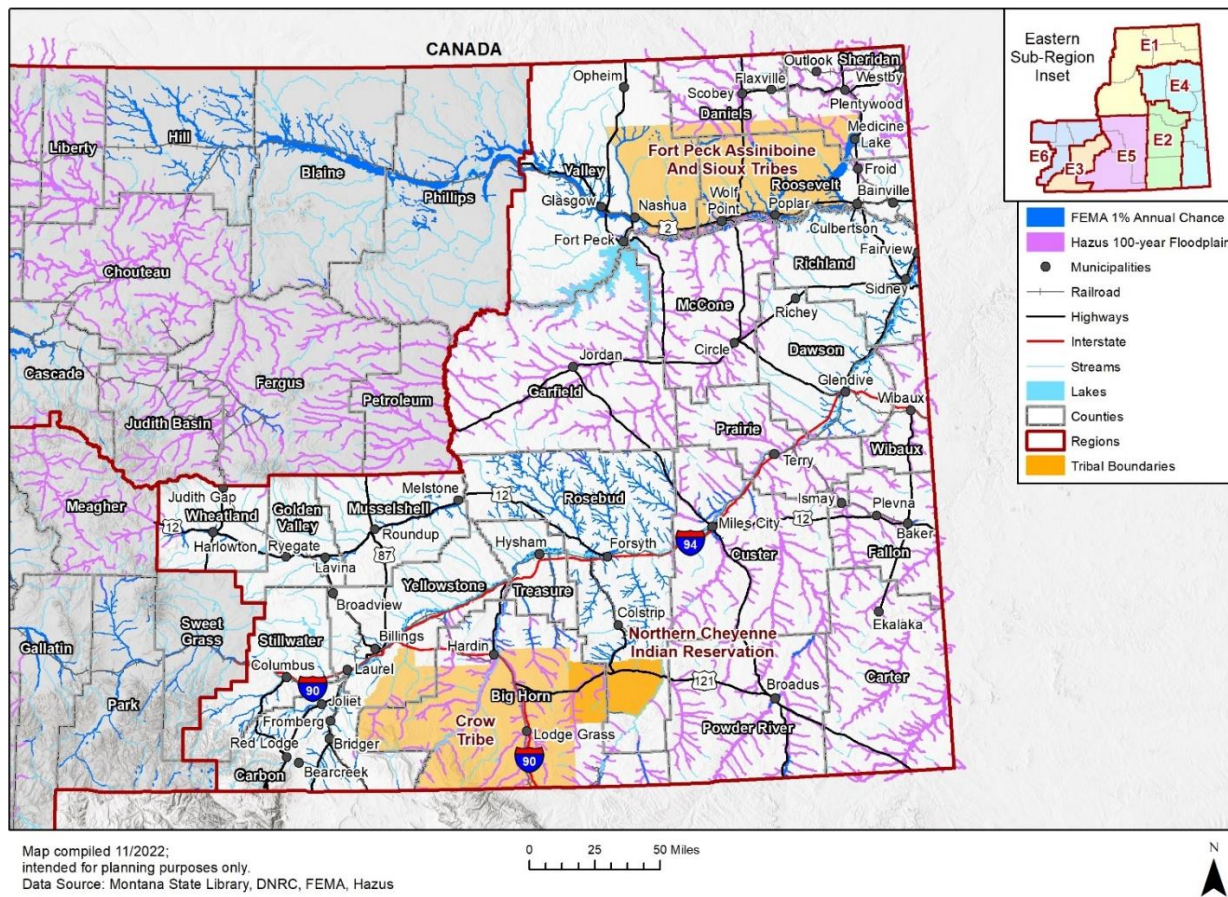 CANADA
Opheim
Outlook
Sheridan
Flaxville
Westby
Scobey
Plentywood
Daniels
Medicine
Lake
Fort Peck Assiniboine
And Sioux Tribes
Froid
Liberty
Hill
Blaine
Phillips
Valley
Glasgow
Nashua
Wolf
Point
Roosevelt
Poplar
Bainville
2
Culbertson
Fort Peck
Fairview
Richland
Sidney
Chouteau
McCone
Richey
Circle
Dawson
Cascade
Fergus
Jordan
Garfield
Glendive
Petroleum
Wibaux
Judith Basin
Prairie
Terry
Wibaux
Meagher
Judith Gap
Wheatland
Golden
Valley
Musselshell
Melstone
12
Rosebud
Ismay
Plevna
12
Harlowton
Ryegate
Roundup
Lavina
87
Hysham
Forsyth
Miles City
12
Baker
94
Custer
Fallon
Yellowstone
Treasure
Broadview
Colstrip
Ekalaka
Sweet
Grass
Gallatin
Stillwater
Billings
Hardin
Northern Cheyenne
Indian Reservation
Columbus
Laurel
90
Joliet
Park
Big Horn
121
Broadus
Carter
Fromberg
Crow
Tribe
Powder River
Red Lodge
Bridger
Lodge Grass
Carbon
Bearcreek
90
Eastern
Sub-Region
Inset
E1
E4
E2
E6
E3
E5
FEMA 1% Annual Chance
Hazus 100-year Floodplain
Municipalities
Railroad
Highways
Interstate
Streams
Lakes
Counties
Regions
Tribal Boundaries
Map compiled 11/2022;
intended for planning purposes only.
Data Source: Montana State Library, DNRC, FEMA, Hazus
0 25 50 Miles
N